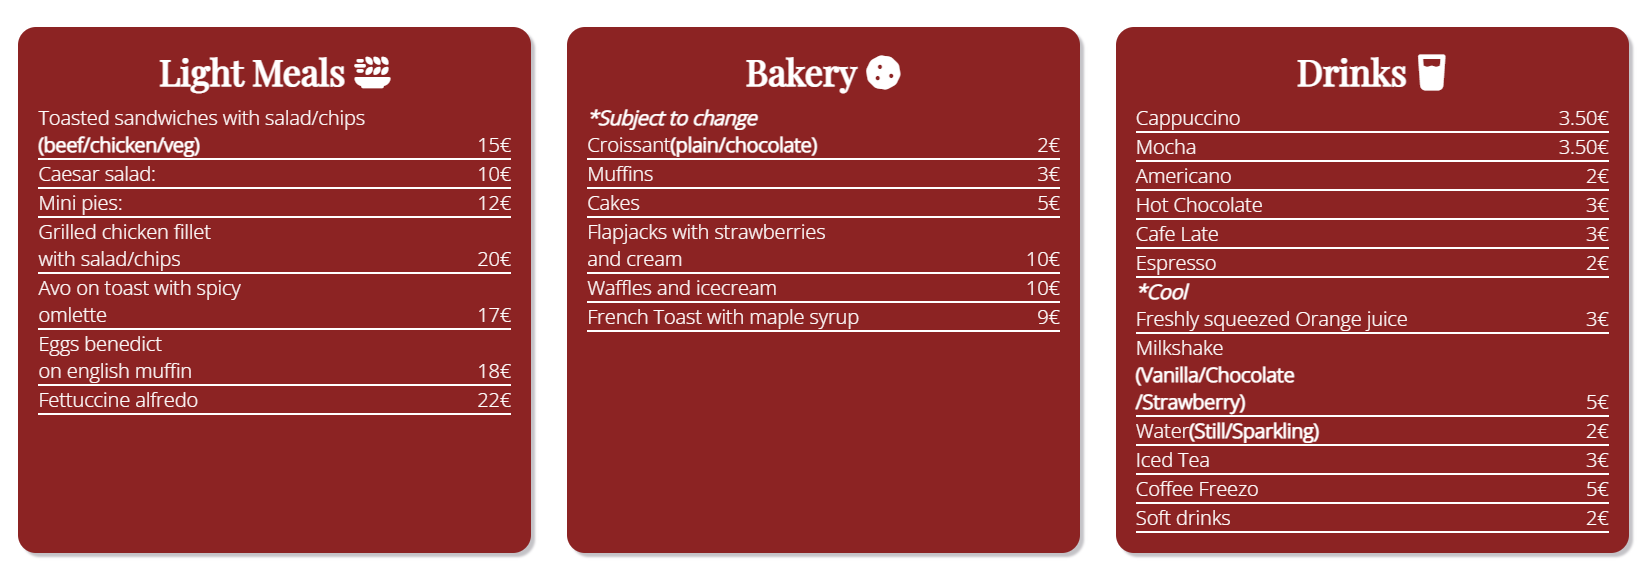 Light Meals
Toasted sandwiches with salad/chips
(beef/chicken/veg) 15€
Caesar salad: 10€
Mini pies: 12€
Grilled chicken fillet
with salad/chips 20€
Avo on toast with spicy
omlette 17€
Eggs benedict
on english muffin 18€
Fettuccine alfredo 22€
Bakery
*Subject to change
Croissant(plain/chocolate) 2€
Muffins 3€
Cakes 5€
Flapjacks with strawberries
and cream 10€
Waffles and icecream 10€
French Toast with maple syrup 9€
Drinks
Cappuccino 3.50€
Mocha 3.50€
Americano 2€
Hot Chocolate 3€
Cafe Late 3€
Espresso 2€
*Cool
Freshly squeezed Orange juice 3€
Milkshake
(Vanilla/Chocolate
/Strawberry) 5€
Water(Still/Sparkling) 2€
Iced Tea 3€
Coffee Freezo 5€
Soft drinks 2€